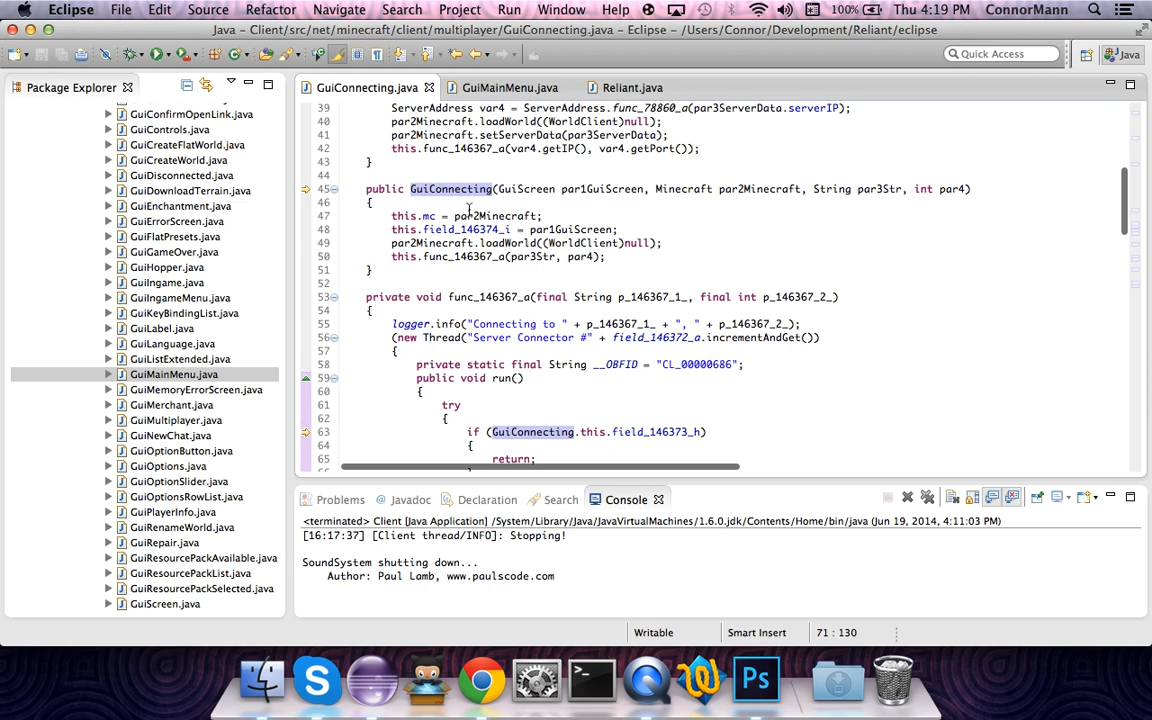 Eclipse File Edit Source Refactor Navigate Search Project Run Window Help 100% Thu 4:19 PM ConnorMann
Java - Client/src/net/minecraft/client/multiplayer/GuiConnecting.java - Eclipse - /Users/Connor/Development/Reliant/eclipse
Quick Access Java
Package Explorer
GuiConfirmOpenLink.java
GuiControls.java
GuiCreateFlatWorld.java
GuiCreateWorld.java
GuiDisconnected.java
GuiDownloadTerrain.java
GuiEnchantment.java
GuiErrorScreen.java
GuiFlatPresets.java
GuiGameOver.java
GuiHopper.java
GuiIngame.java
GuiIngameMenu.java
GuiKeyBindingList.java
GuiLabel.java
GuiLanguage.java
GuiListExtended.java
GuiMainMenu.java
GuiMemoryErrorScreen.java
GuiMerchant.java
GuiMultiplayer.java
GuiNewChat.java
GuiOptionButton.java
GuiOptions.java
GuiOptionSlider.java
GuiOptionsRowList.java
GuiPlayerInfo.java
GuiRenameWorld.java
GuiRepair.java
GuiResourcePackAvailable.java
GuiResourcePackList.java
GuiResourcePackSelected.java
GuiScreen.java
GuiConnecting.java GuiMainMenu.java Reliant.java
39 ServerAddress var4 = ServerAddress.func_78860_a(par3ServerData.serverIP);
40 par2Minecraft.loadWorld((WorldClient)null);
41 par2Minecraft.setServerData(par3ServerData);
42 this.func_146367_a(var4.getIP(), var4.getPort());
43 }
44
45 public GuiConnecting(GuiScreen par1GuiScreen, Minecraft par2Minecraft, String par3Str, int par4)
46 {
47 this.mc = par2Minecraft;
48 this.field_146374_i = par1GuiScreen;
49 par2Minecraft.loadWorld((WorldClient)null);
50 this.func_146367_a(par3Str, par4);
51 }
52
53 private void func_146367_a(final String p_146367_1_, final int p_146367_2_)
54 {
55 logger.info("Connecting to " + p_146367_1_ + ", " + p_146367_2_);
56 (new Thread("Server Connector #" + field_146372_a.incrementAndGet())
57 {
58 private static final String __OBFID = "CL_00000686";
59 public void run()
60 {
61 try
62 {
63 if (GuiConnecting.this.field_146373_h)
64 {
65 return;
Problems Javadoc Declaration Search Console
<terminated> Client [Java Application] /System/Library/Java/JavaVirtualMachines/1.6.0.jdk/Contents/Home/bin/java (Jun 19, 2014, 4:11:03 PM)
[16:17:37] [Client thread/INFO]: Stopping!
SoundSystem shutting down...
Author: Paul Lamb, www.paulscode.com
Writable Smart Insert 71 : 130
Ps